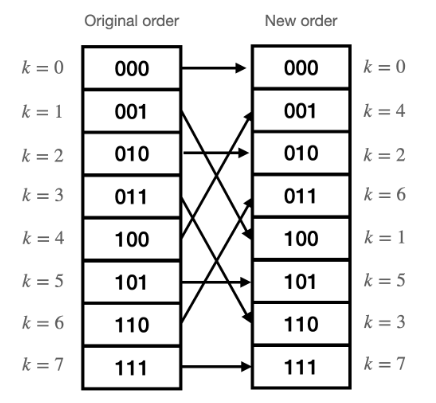 Original order New order
k = 0 000 000 k = 0
k = 1 001 001 k = 4
k = 2 010 010 k = 2
k = 3 011 011 k = 6
k = 4 100 100 k = 1
k = 5 101 101 k = 5
k = 6 110 110 k = 3
k = 7 111 111 k = 7